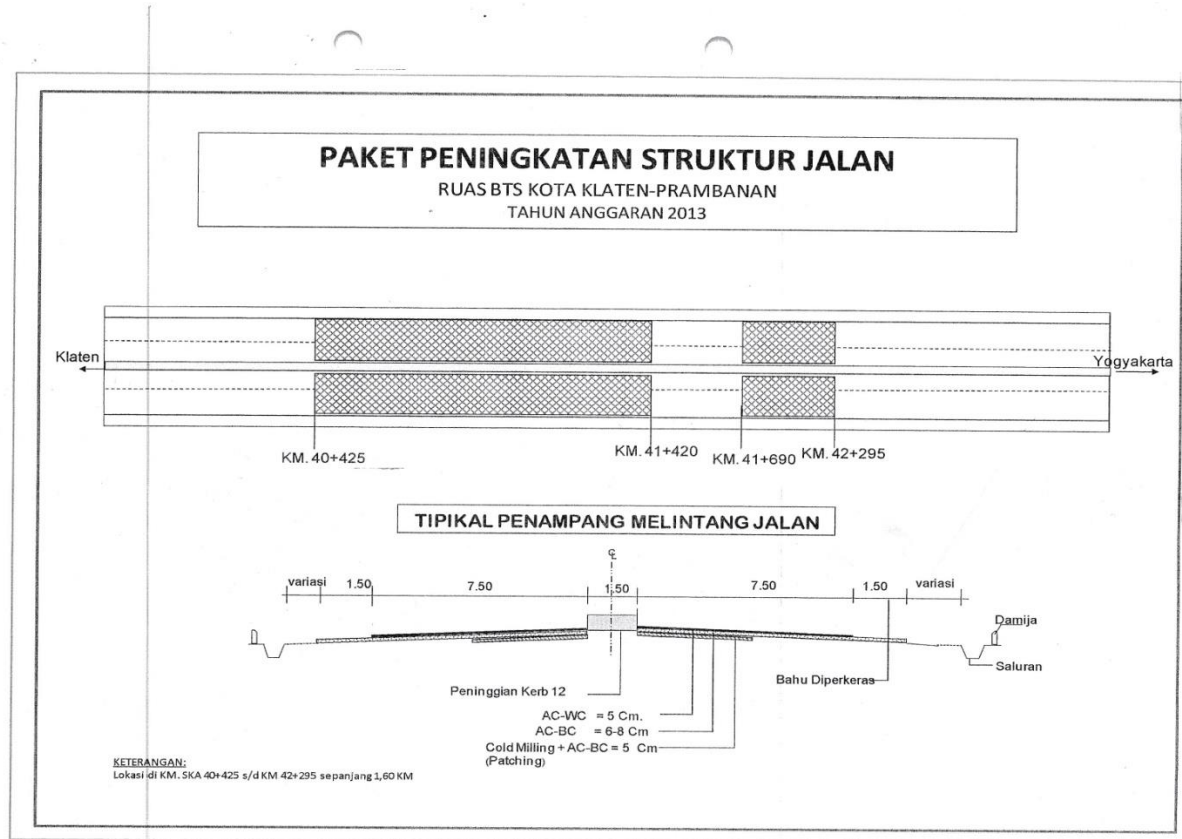 PAKET PENINGKATAN STRUKTUR JALAN
RUAS BTS KOTA KLATEN-PRAMBANAN
TAHUN ANGGARAN 2013
Klaten
Yogyakarta
KM. 40+425
KM. 41+420
KM. 41+690
KM. 42+295
TIPIKAL PENAMPANG MELINTANG JALAN
℄
variasi 1.50 7.50 1.50 7.50 1.50 variasi
Damija
Saluran
Bahu Diperkeras
Peninggian Kerb 12
AC-WC = 5 Cm.
AC-BC = 6-8 Cm
Cold Milling + AC-BC = 5 Cm
(Patching)
KETERANGAN:
Lokasi di KM. SKA 40+425 s/d KM 42+295 sepanjang 1,60 KM